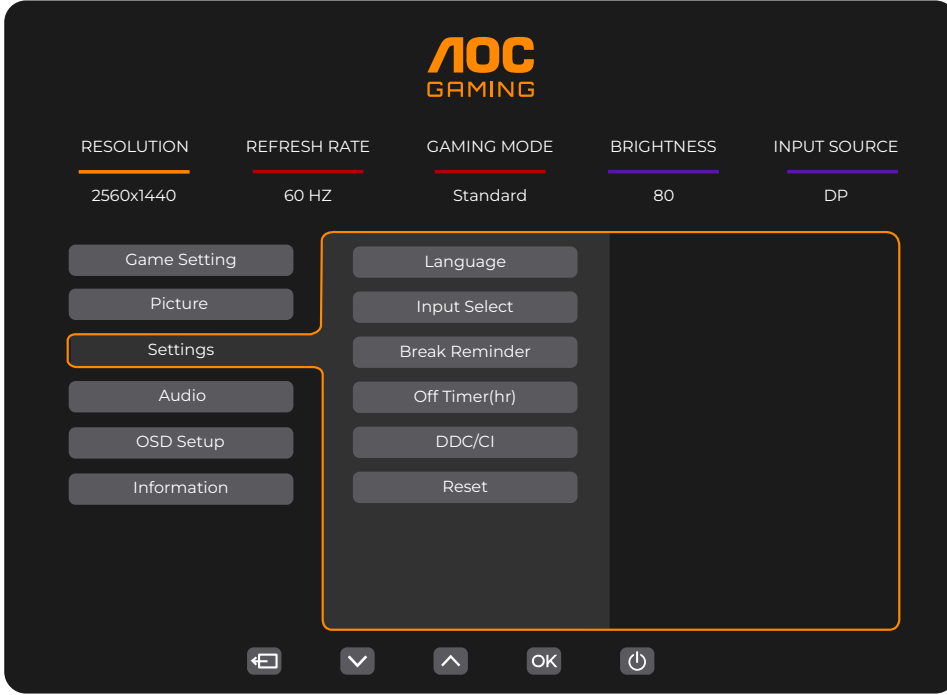 AOC
GAMING
RESOLUTION REFRESH RATE GAMING MODE BRIGHTNESS INPUT SOURCE
2560x1440 60 HZ Standard 80 DP
Game Setting
Picture
Settings
Audio
OSD Setup
Information
Language
Input Select
Break Reminder
Off Timer(hr)
DDC/CI
Reset
OK